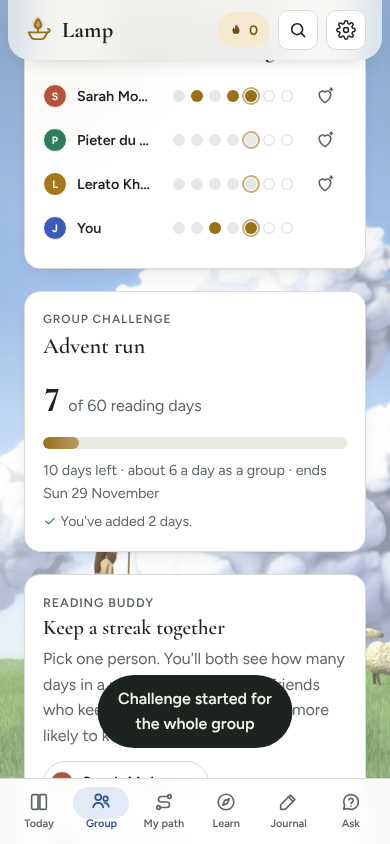 Lamp
0
S Sarah Mo...
P Pieter du ...
L Lerato Kh...
J You
GROUP CHALLENGE
Advent run
7 of 60 reading days
10 days left · about 6 a day as a group · ends
Sun 29 November
✓ You've added 2 days.
READING BUDDY
Keep a streak together
Pick one person. You'll both see how many
days in a
friends
who kee
more
likely to k
Challenge started for
the whole group
Today
Group
My path
Learn
Journal
Ask